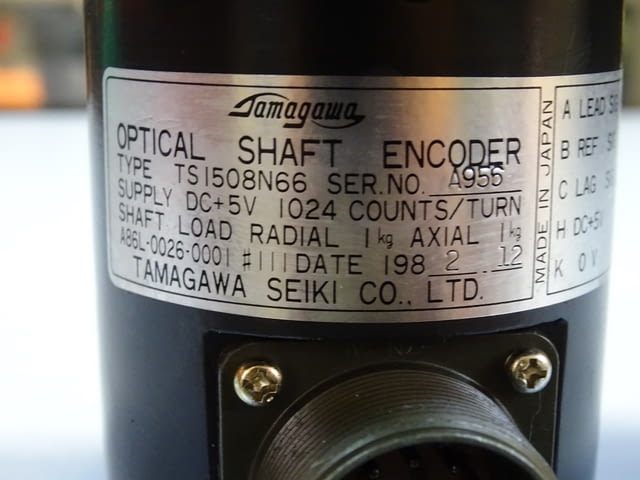 Tamagawa
OPTICAL SHAFT ENCODER
TYPE TS1508N66 SER.NO. A956
SUPPLY DC+5V 1024 COUNTS/TURN
SHAFT LOAD RADIAL 1kg AXIAL 1kg
A86L-0026-0001 #111 DATE 198 2 . 12
TAMAGAWA SEIKI CO., LTD.
MADE IN JAPAN
A LEAD
B REF
C LAG
H DC+5V
K 0V